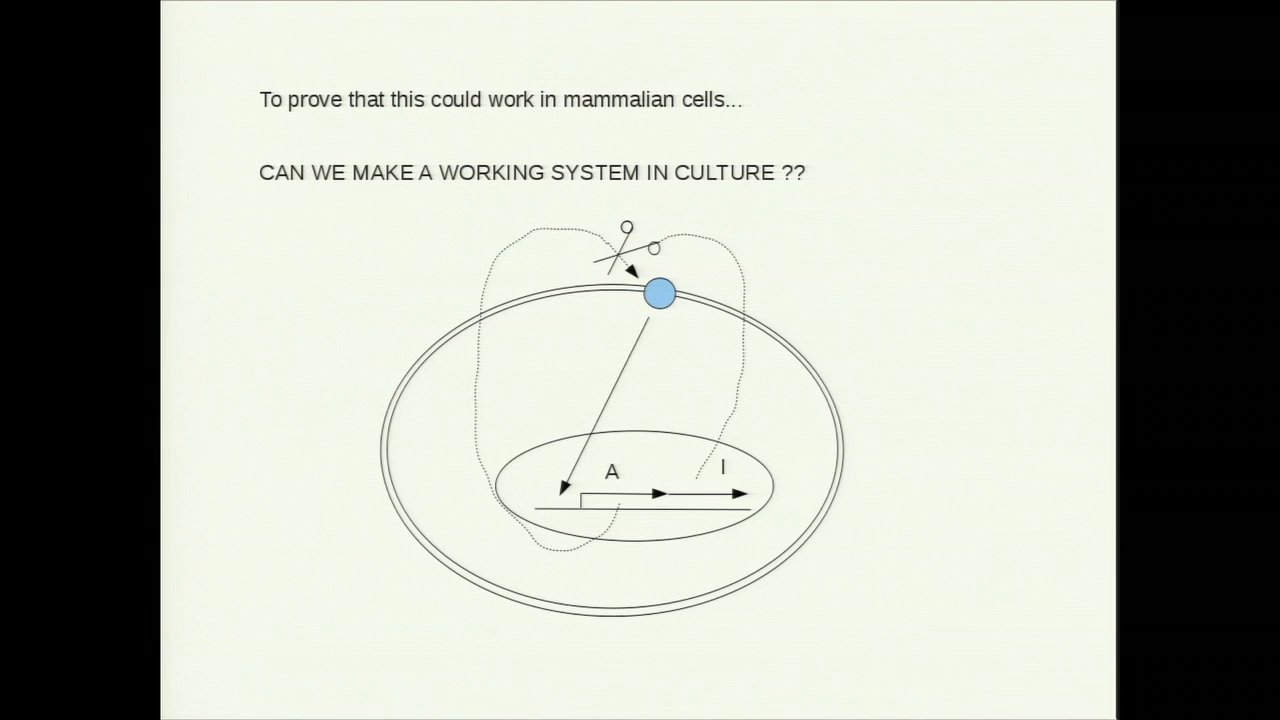 To prove that this could work in mammalian cells...
CAN WE MAKE A WORKING SYSTEM IN CULTURE ??
A
I